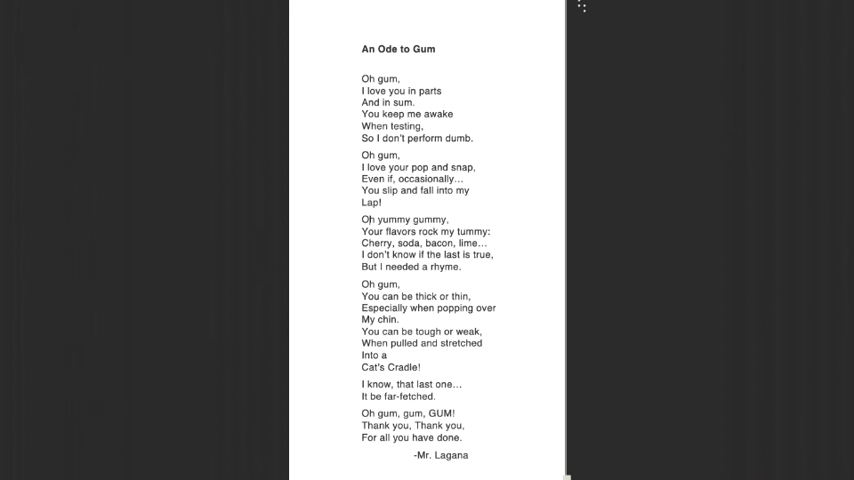 An Ode to Gum
Oh gum,
I love you in parts
And in sum.
You keep me awake
When testing,
So I don't perform dumb.
Oh gum,
I love your pop and snap,
Even if, occasionally…
You slip and fall into my
Lap!
Oh yummy gummy,
Your flavors rock my tummy:
Cherry, soda, bacon, lime…
I don't know if the last is true,
But I needed a rhyme.
Oh gum,
You can be thick or thin,
Especially when popping over
My chin.
You can be tough or weak,
When pulled and stretched
Into a
Cat's Cradle!
I know, that last one…
It be far-fetched.
Oh gum, gum, GUM!
Thank you, Thank you,
For all you have done.
-Mr. Lagana